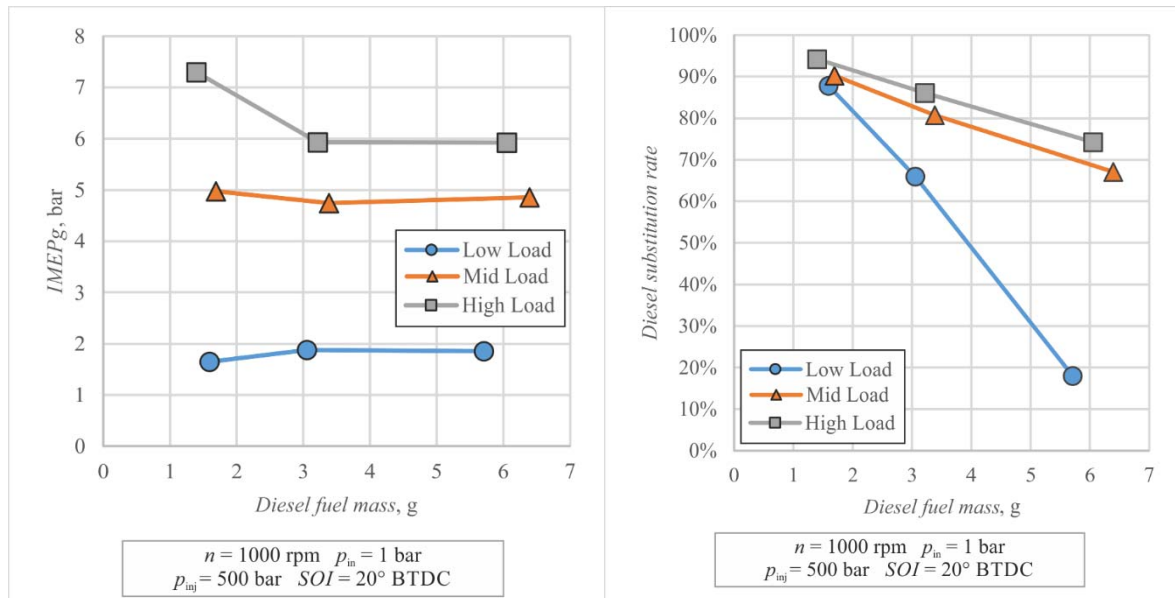 8
7
6
5
4
3
2
1
0
IMEPg, bar
0 1 2 3 4 5 6 7
Diesel fuel mass, g
Low Load
Mid Load
High Load
n = 1000 rpm p_in = 1 bar
p_inj = 500 bar SOI = 20° BTDC
100%
90%
80%
70%
60%
50%
40%
30%
20%
10%
0%
Diesel substitution rate
0 1 2 3 4 5 6 7
Diesel fuel mass, g
Low Load
Mid Load
High Load
n = 1000 rpm p_in = 1 bar
p_inj = 500 bar SOI = 20° BTDC